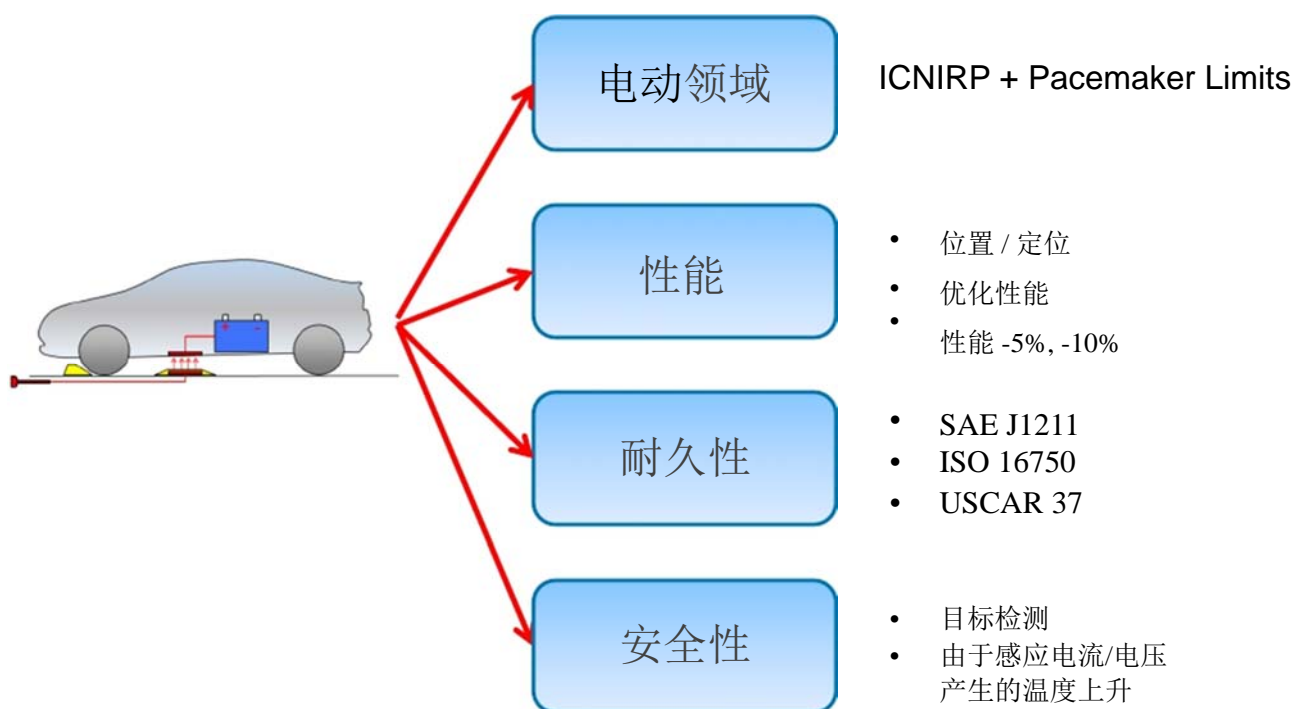 电动领域
ICNIRP + Pacemaker Limits
性能
• 位置 / 定位
• 优化性能
• 性能 -5%, -10%
耐久性
• SAE J1211
• ISO 16750
• USCAR 37
安全性
• 目标检测
• 由于感应电流/电压
产生的温度上升
+ -